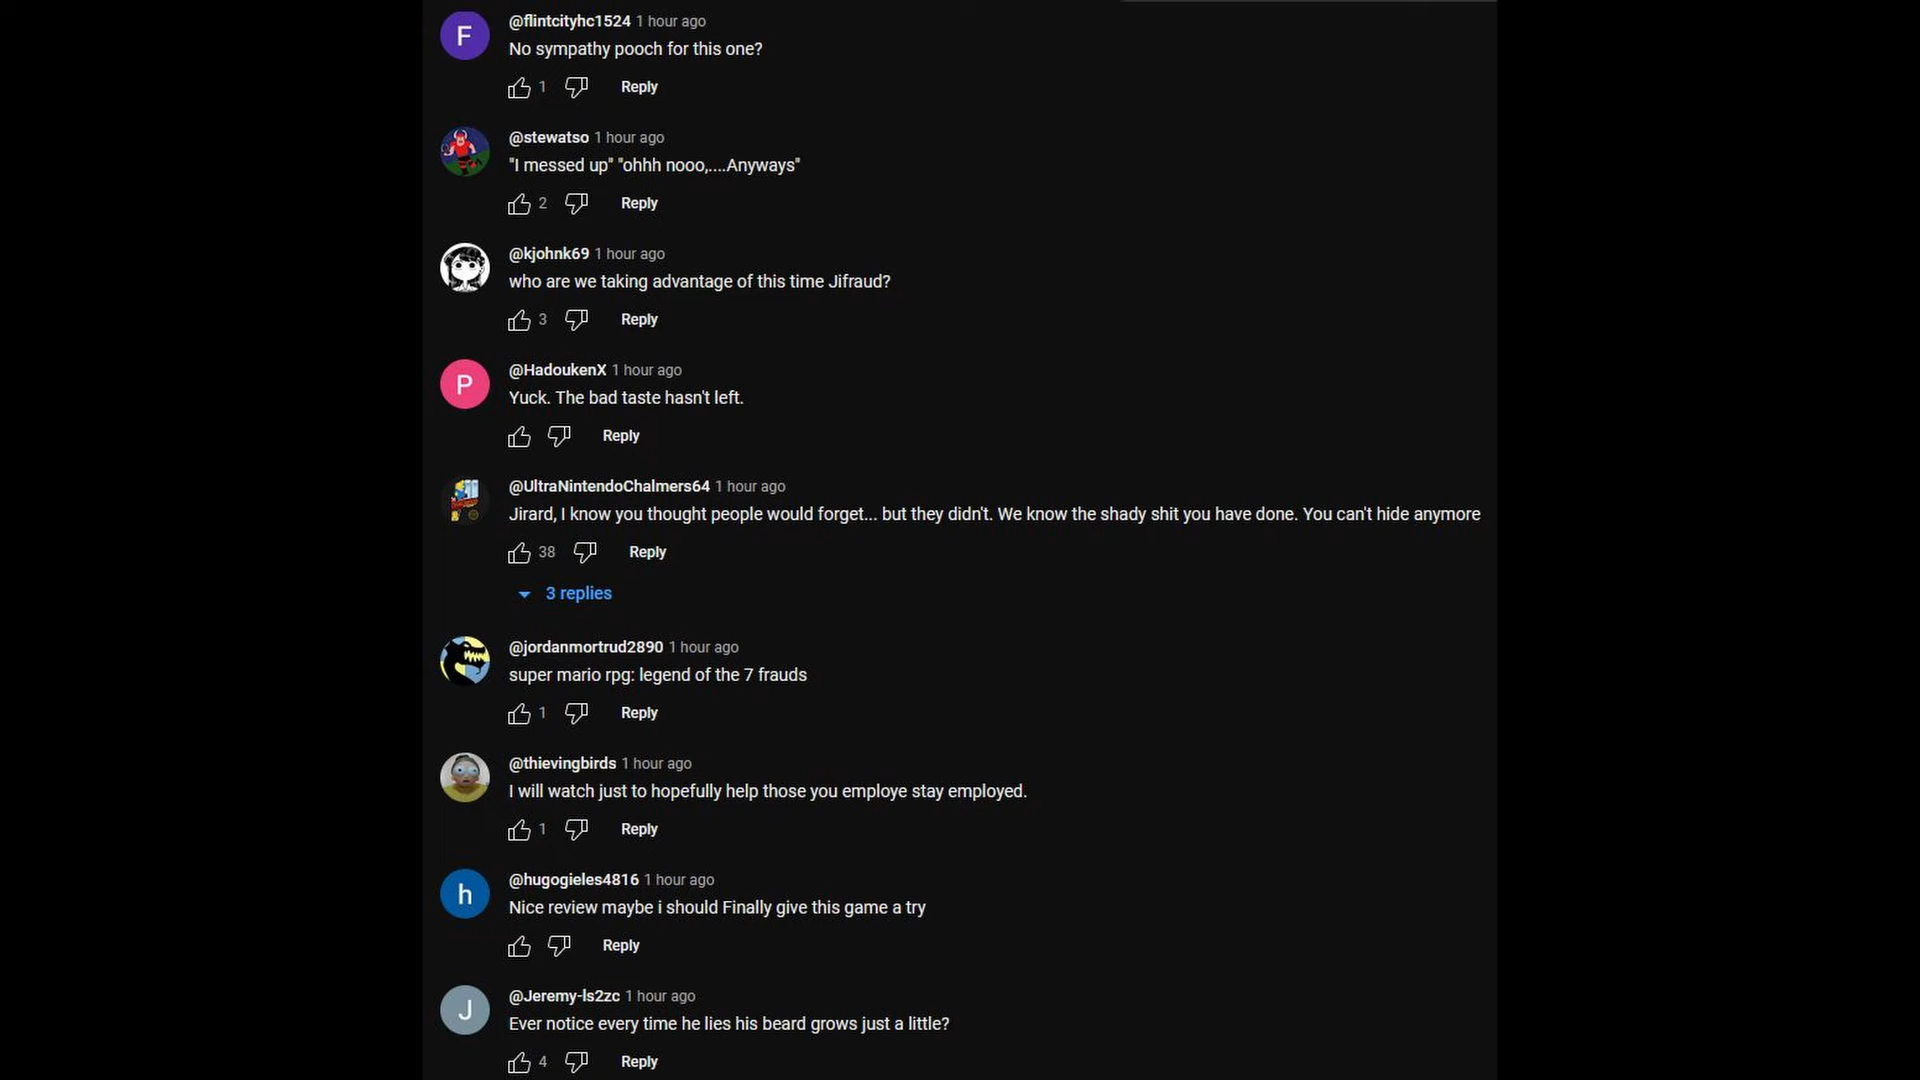 F
@flintcityhc1524 1 hour ago
No sympathy pooch for this one?
1 Reply
@stewatso 1 hour ago
"I messed up" "ohhh nooo,....Anyways"
2 Reply
@kjohnk69 1 hour ago
who are we taking advantage of this time Jifraud?
3 Reply
P
@HadoukenX 1 hour ago
Yuck. The bad taste hasn't left.
Reply
@UltraNintendoChalmers64 1 hour ago
Jirard, I know you thought people would forget... but they didn't. We know the shady shit you have done. You can't hide anymore
38 Reply
3 replies
@jordanmortrud2890 1 hour ago
super mario rpg: legend of the 7 frauds
1 Reply
@thievingbirds 1 hour ago
I will watch just to hopefully help those you employe stay employed.
1 Reply
h
@hugogieles4816 1 hour ago
Nice review maybe i should Finally give this game a try
Reply
J
@Jeremy-ls2zc 1 hour ago
Ever notice every time he lies his beard grows just a little?
4 Reply